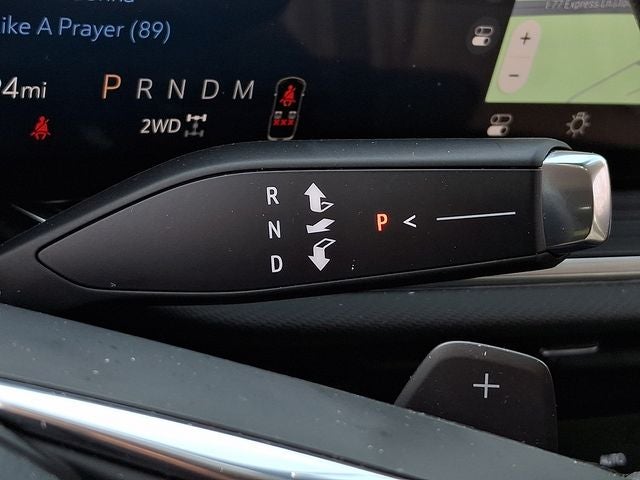 ike A Prayer (89)
4mi
P R N D M
2WD
+
−
R
N
D
P <
+